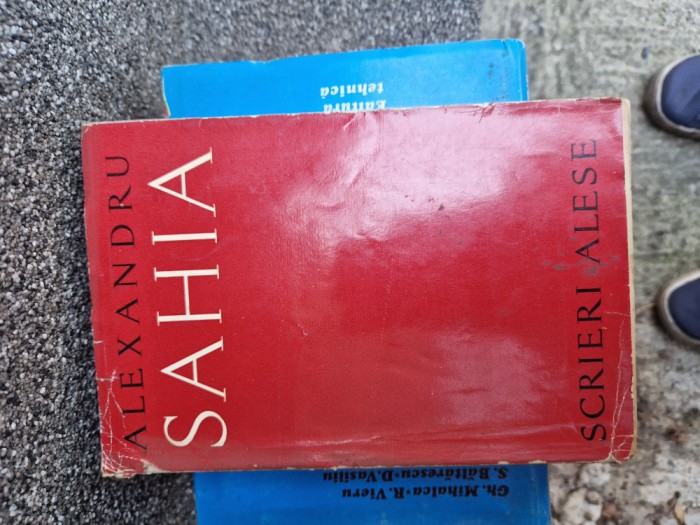 ALEXANDRU
SAHIA
SCRIERI ALESE
Editura
tehnică
Gh. Mihalca • R. Vieru
S. Băltărescu • D. Vasiliu